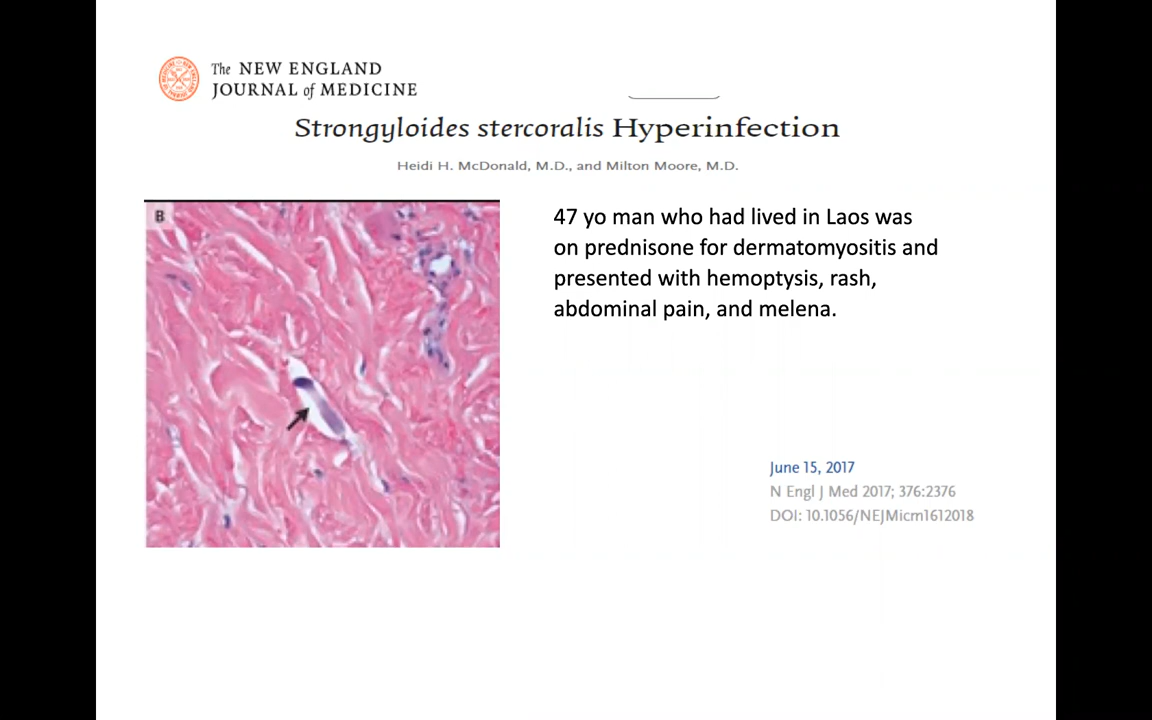 The NEW ENGLAND
JOURNAL of MEDICINE
Strongyloides stercoralis Hyperinfection
Heidi H. McDonald, M.D., and Milton Moore, M.D.
B
47 yo man who had lived in Laos was
on prednisone for dermatomyositis and
presented with hemoptysis, rash,
abdominal pain, and melena.
June 15, 2017
N Engl J Med 2017; 376:2376
DOI: 10.1056/NEJMicm1612018